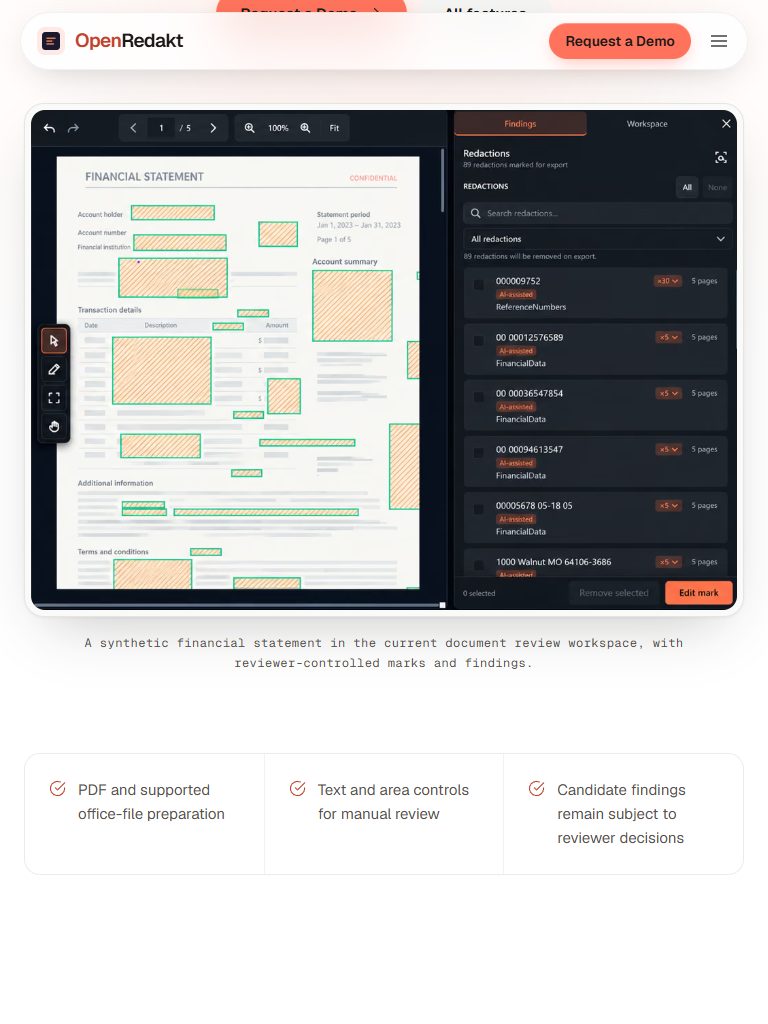 Request a Demo
All features
OpenRedakt
Request a Demo
1 / 5
100%
Fit
FINANCIAL STATEMENT
CONFIDENTIAL
Account holder
Account number
Financial institution
Statement period
Jan 1, 2023 – Jan 31, 2023
Page 1 of 5
Account summary
Transaction details
Date
Description
Amount
$
$
Additional information
Terms and conditions
Findings
Workspace
Redactions
89 redactions marked for export
REDACTIONS
All
None
Search redactions...
All redactions
89 redactions will be removed on export.
000009752
×30
5 pages
AI-assisted
ReferenceNumbers
00 00012576589
×5
5 pages
AI-assisted
FinancialData
00 00036547854
×5
5 pages
AI-assisted
FinancialData
00 00094613547
×5
5 pages
AI-assisted
FinancialData
00005678 05-18 05
×5
5 pages
AI-assisted
FinancialData
1000 Walnut MO 64106-3686
×5
5 pages
AI-assisted
0 selected
Remove selected
Edit mark
A synthetic financial statement in the current document review workspace, with
reviewer-controlled marks and findings.
PDF and supported
office-file preparation
Text and area controls
for manual review
Candidate findings
remain subject to
reviewer decisions